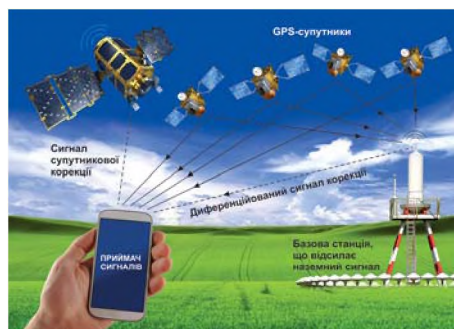 GPS-супутники
Сигнал
супутникової
корекції
Диференційований сигнал корекції
ПРИЙМАЧ
СИГНАЛІВ
Базова станція,
що відсилає
наземний сигнал